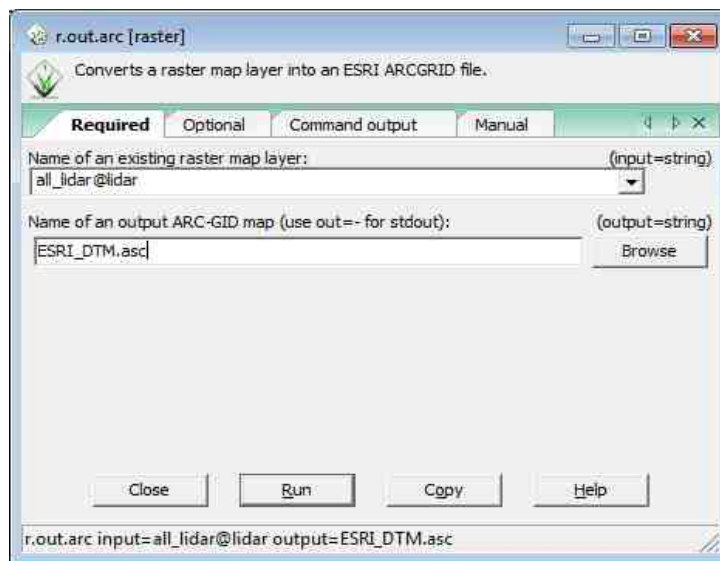 r.out.arc [raster]
Converts a raster map layer into an ESRI ARCGRID file.
Required Optional Command output Manual
Name of an existing raster map layer: (input=string)
all_lidar@lidar
Name of an output ARC-GID map (use out=- for stdout): (output=string)
ESRI_DTM.asc Browse
Close Run Copy Help
r.out.arc input=all_lidar@lidar output=ESRI_DTM.asc